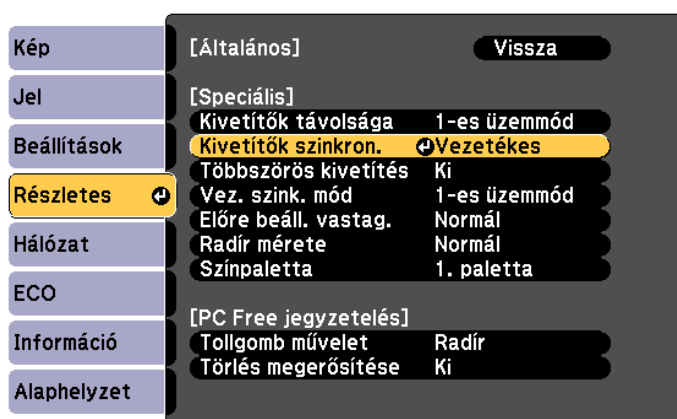 Kép
Jel
Beállítások
Részletes
Hálózat
ECO
Információ
Alaphelyzet
[Általános] Vissza
[Speciális]
Kivetítők távolsága 1-es üzemmód
Kivetítők szinkron. Vezetékes
Többszörös kivetítés Ki
Vez. szink. mód 1-es üzemmód
Előre beáll. vastag. Normál
Radír mérete Normál
Színpaletta 1. paletta
[PC Free jegyzetelés]
Tollgomb művelet Radír
Törlés megerősítése Ki